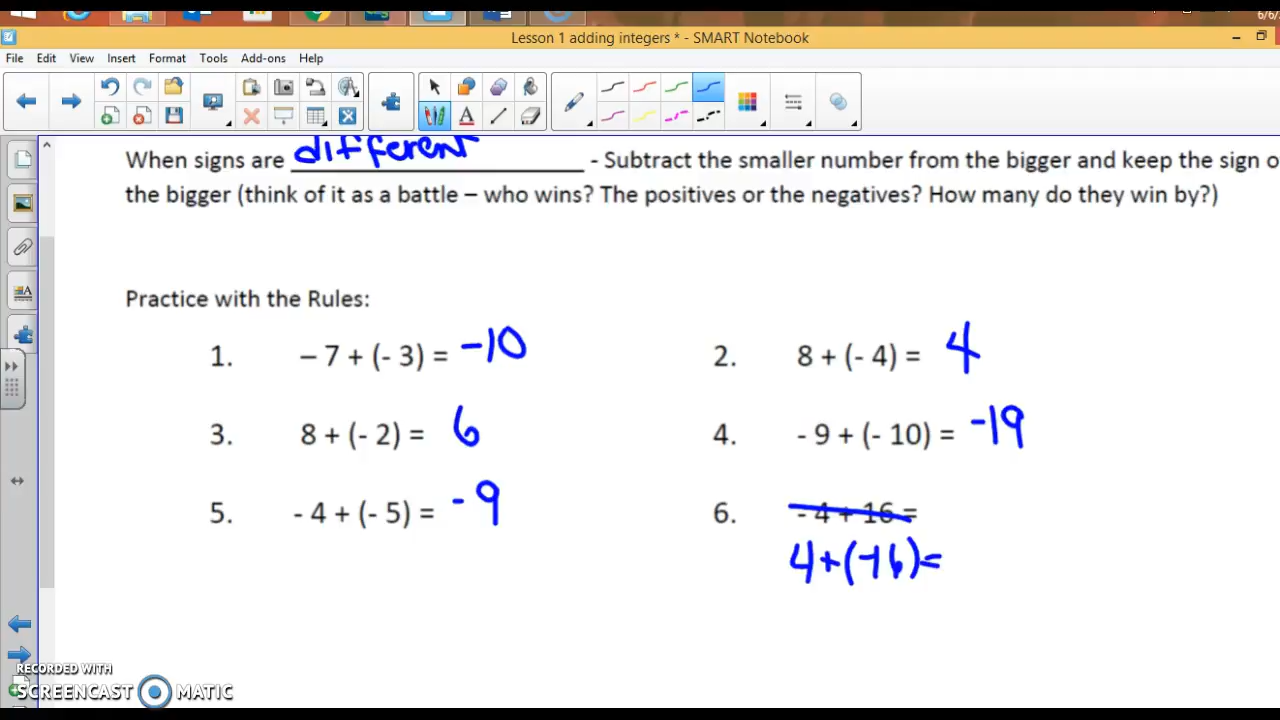 6/6/
Lesson 1 adding integers * - SMART Notebook
File Edit View Insert Format Tools Add-ons Help
When signs are different - Subtract the smaller number from the bigger and keep the sign o
the bigger (think of it as a battle – who wins? The positives or the negatives? How many do they win by?)
Practice with the Rules:
1. – 7 + (- 3) = -10 2. 8 + (- 4) = 4
3. 8 + (- 2) = 6 4. - 9 + (- 10) = -19
5. - 4 + (- 5) = -9 6. - 4 + 16 =
4+(-16)=
RECORDED WITH
SCREENCAST MATIC